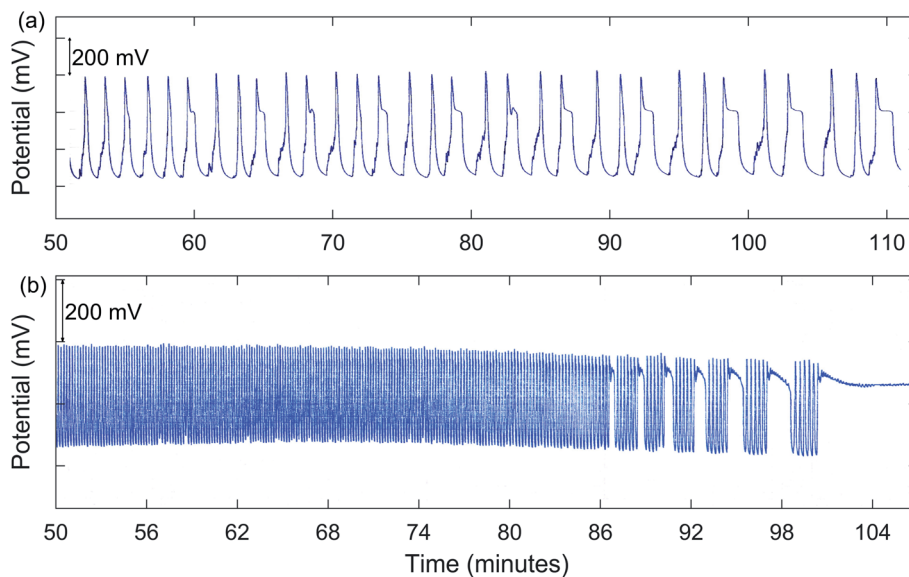 (a)
200 mV
Potential (mV)
50 60 70 80 90 100 110
(b)
200 mV
Potential (mV)
50 56 62 68 74 80 86 92 98 104
Time (minutes)